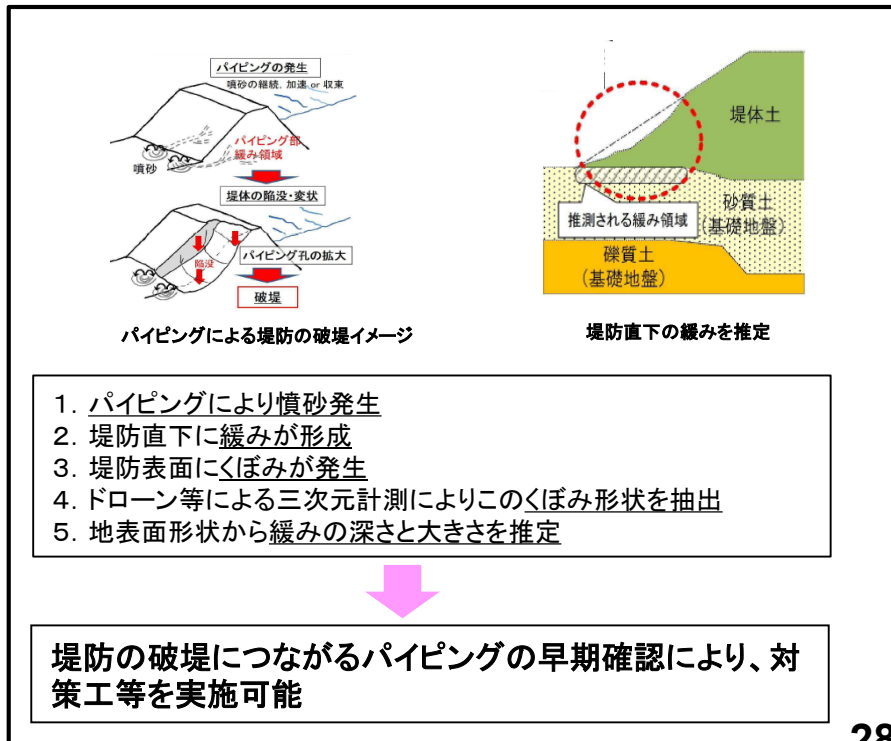 パイピングの発生
噴砂の継続, 加速 or 収束
パイピング部
緩み領域
噴砂
堤体の陥没・変状
陥没
パイピング孔の拡大
破堤
パイピングによる堤防の破堤イメージ
堤体土
砂質土
(基礎地盤)
推測される緩み領域
礫質土
(基礎地盤)
堤防直下の緩みを推定
1. パイピングにより憤砂発生
2. 堤防直下に緩みが形成
3. 堤防表面にくぼみが発生
4. ドローン等による三次元計測によりこのくぼみ形状を抽出
5. 地表面形状から緩みの深さと大きさを推定
堤防の破堤につながるパイピングの早期確認により、対
策工等を実施可能
28